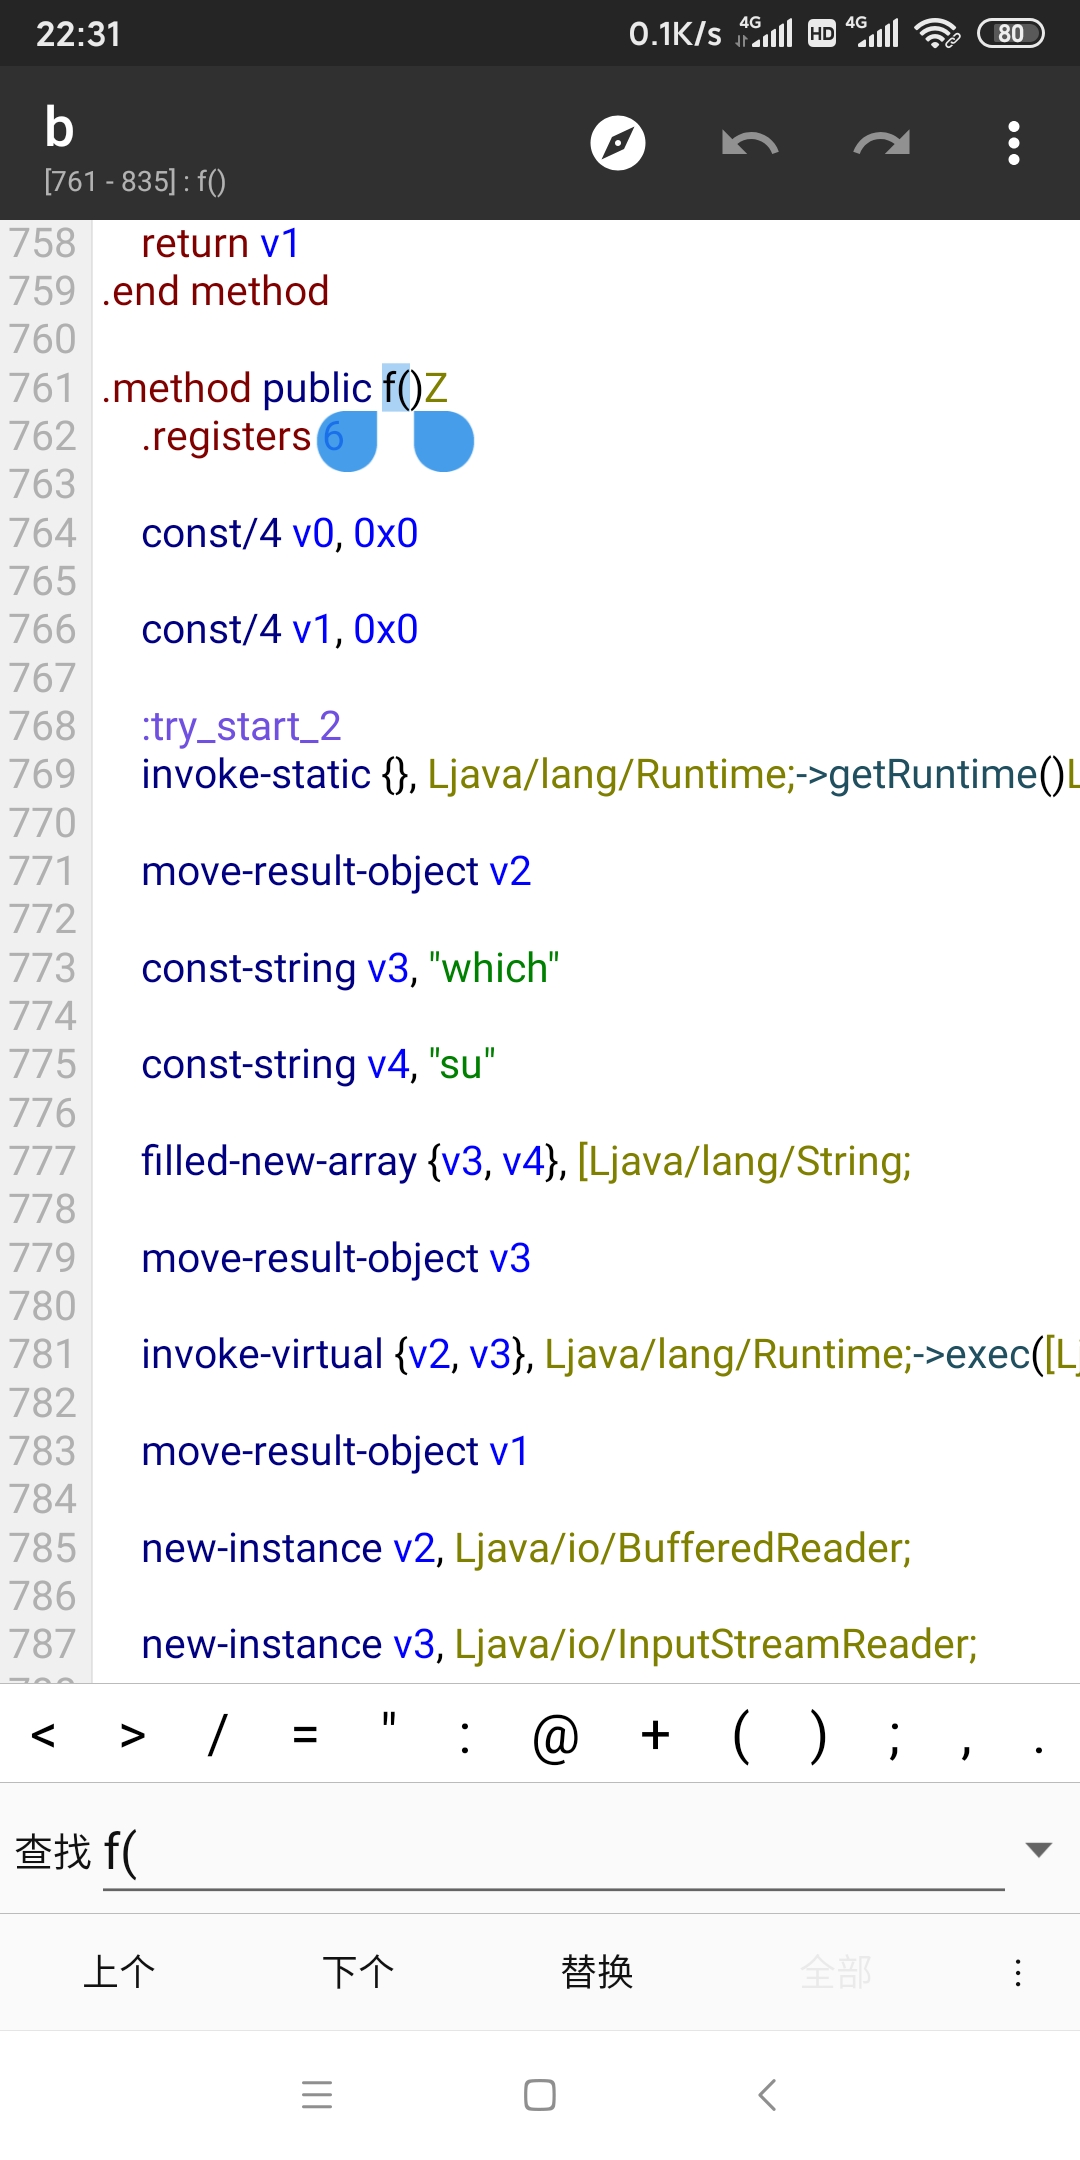 22:31 0.1K/s 4G HD 4G 80
b
[761 - 835] : f()
758 return v1
759 .end method
760
761 .method public f()Z
762 .registers 6
763
764 const/4 v0, 0x0
765
766 const/4 v1, 0x0
767
768 :try_start_2
769 invoke-static {}, Ljava/lang/Runtime;->getRuntime()L
770
771 move-result-object v2
772
773 const-string v3, "which"
774
775 const-string v4, "su"
776
777 filled-new-array {v3, v4}, [Ljava/lang/String;
778
779 move-result-object v3
780
781 invoke-virtual {v2, v3}, Ljava/lang/Runtime;->exec([Lj
782
783 move-result-object v1
784
785 new-instance v2, Ljava/io/BufferedReader;
786
787 new-instance v3, Ljava/io/InputStreamReader;
< > / = " : @ + ( ) ; , .
查找 f(
上个 下个 替换 全部